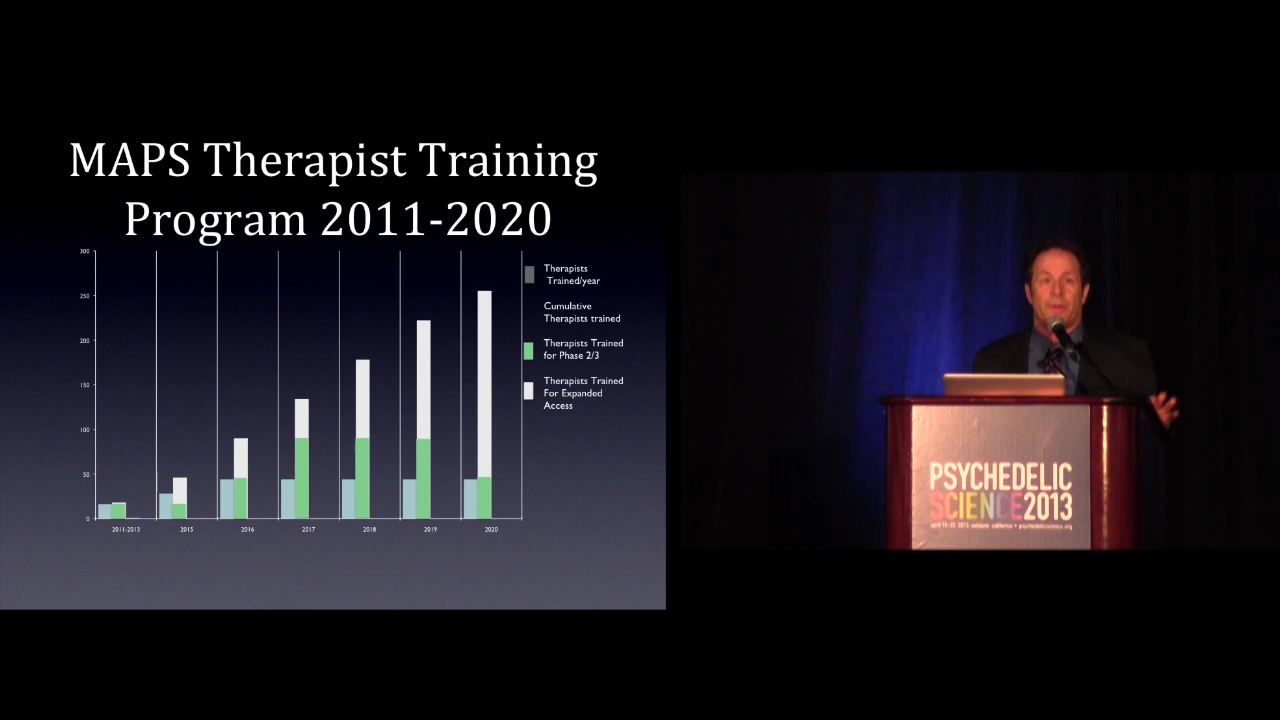 MAPS Therapist Training
Program 2011-2020
300
250
200
150
100
50
0
2011-2013
2015
2016
2017
2018
2019
2020
Therapists
Trained/year
Cumulative
Therapists trained
Therapists Trained
for Phase 2/3
Therapists Trained
For Expanded
Access
PSYCHEDELIC
SCIENCE2013